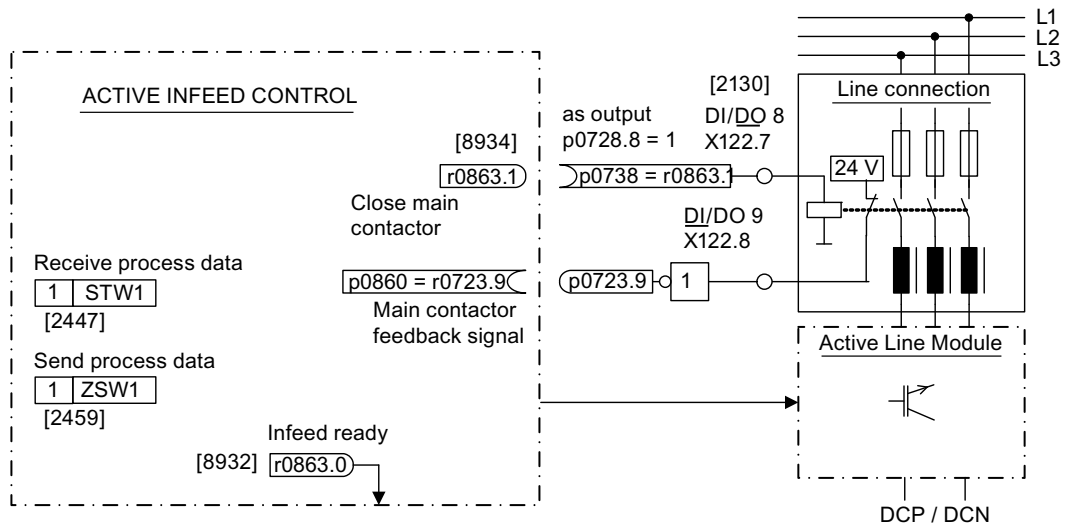 L1
L2
L3
ACTIVE INFEED CONTROL
[2130]
Line connection
as output
p0728.8 = 1
DI/DO 8
X122.7
[8934]
r0863.1
p0738 = r0863.1
24 V
Close main
contactor
DI/DO 9
X122.8
Receive process data
1 STW1
[2447]
p0860 = r0723.9
p0723.9
1
Main contactor
feedback signal
Send process data
1 ZSW1
[2459]
Active Line Module
Infeed ready
[8932] r0863.0
DCP / DCN